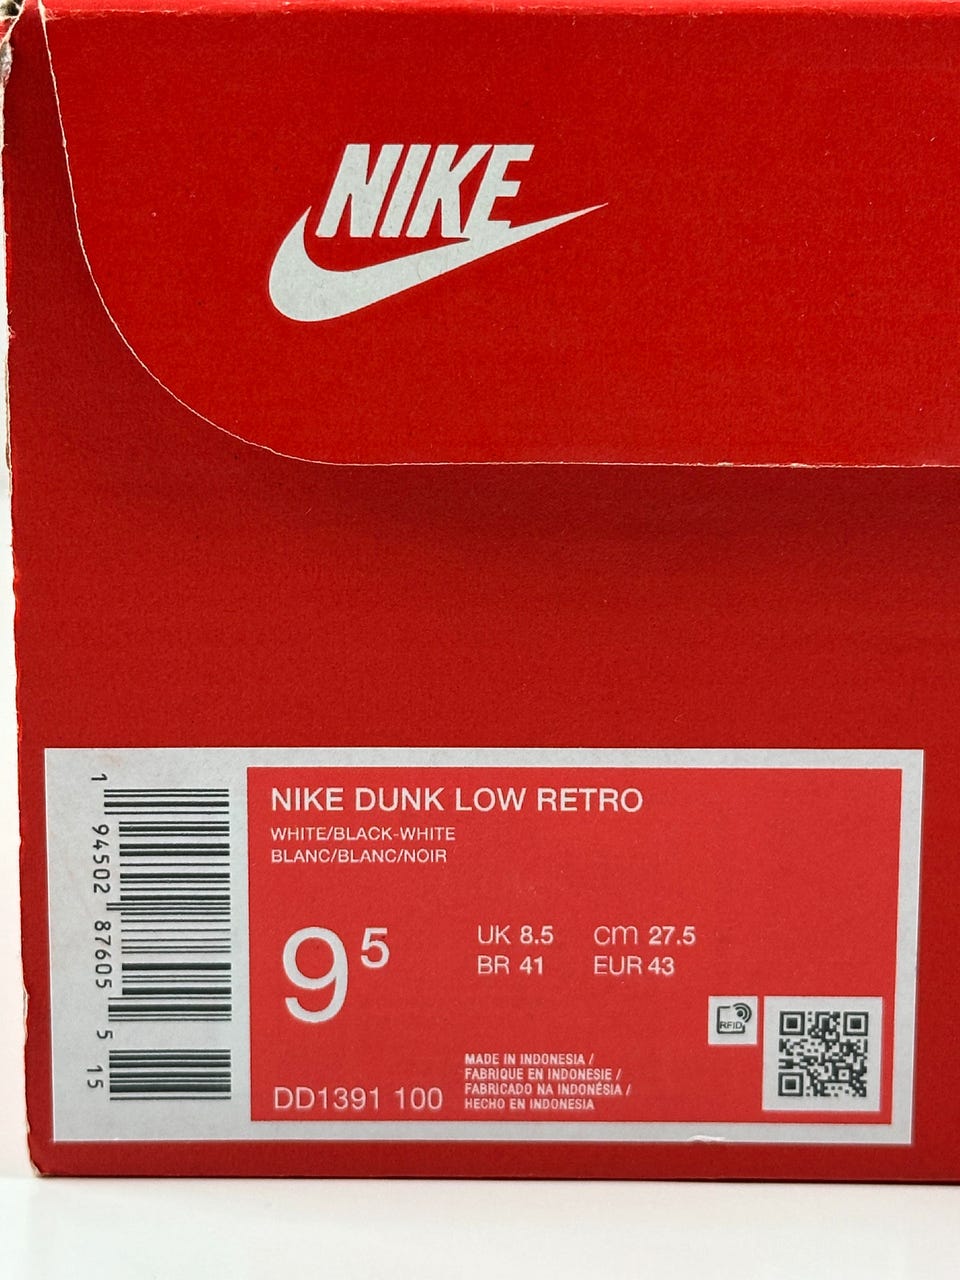 NIKE
NIKE DUNK LOW RETRO
WHITE/BLACK-WHITE
BLANC/BLANC/NOIR
9⁵
UK 8.5
cm 27.5
BR 41
EUR 43
RFID
MADE IN INDONESIA /
FABRIQUE EN INDONESIE /
FABRICADO NA INDONÉSIA /
HECHO EN INDONESIA
DD1391 100
1 94502 87605 5 15